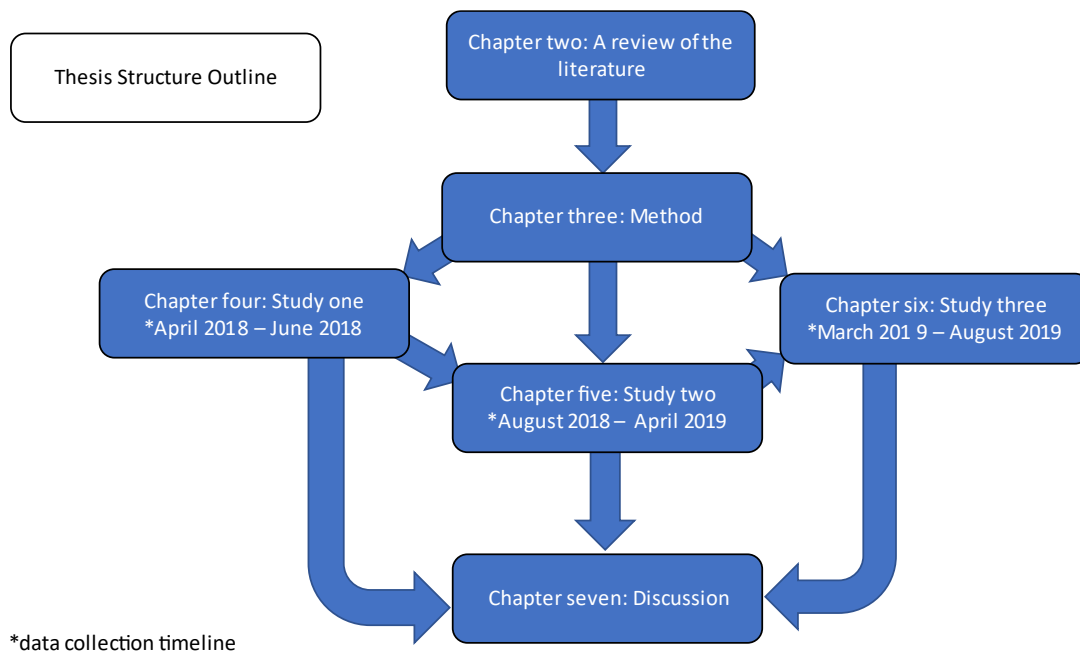 Thesis Structure Outline
Chapter two: A review of the
literature
Chapter three: Method
Chapter four: Study one
*April 2018 – June 2018
Chapter six: Study three
*March 201 9 – August 2019
Chapter five: Study two
*August 2018 – April 2019
Chapter seven: Discussion
*data collection timeline